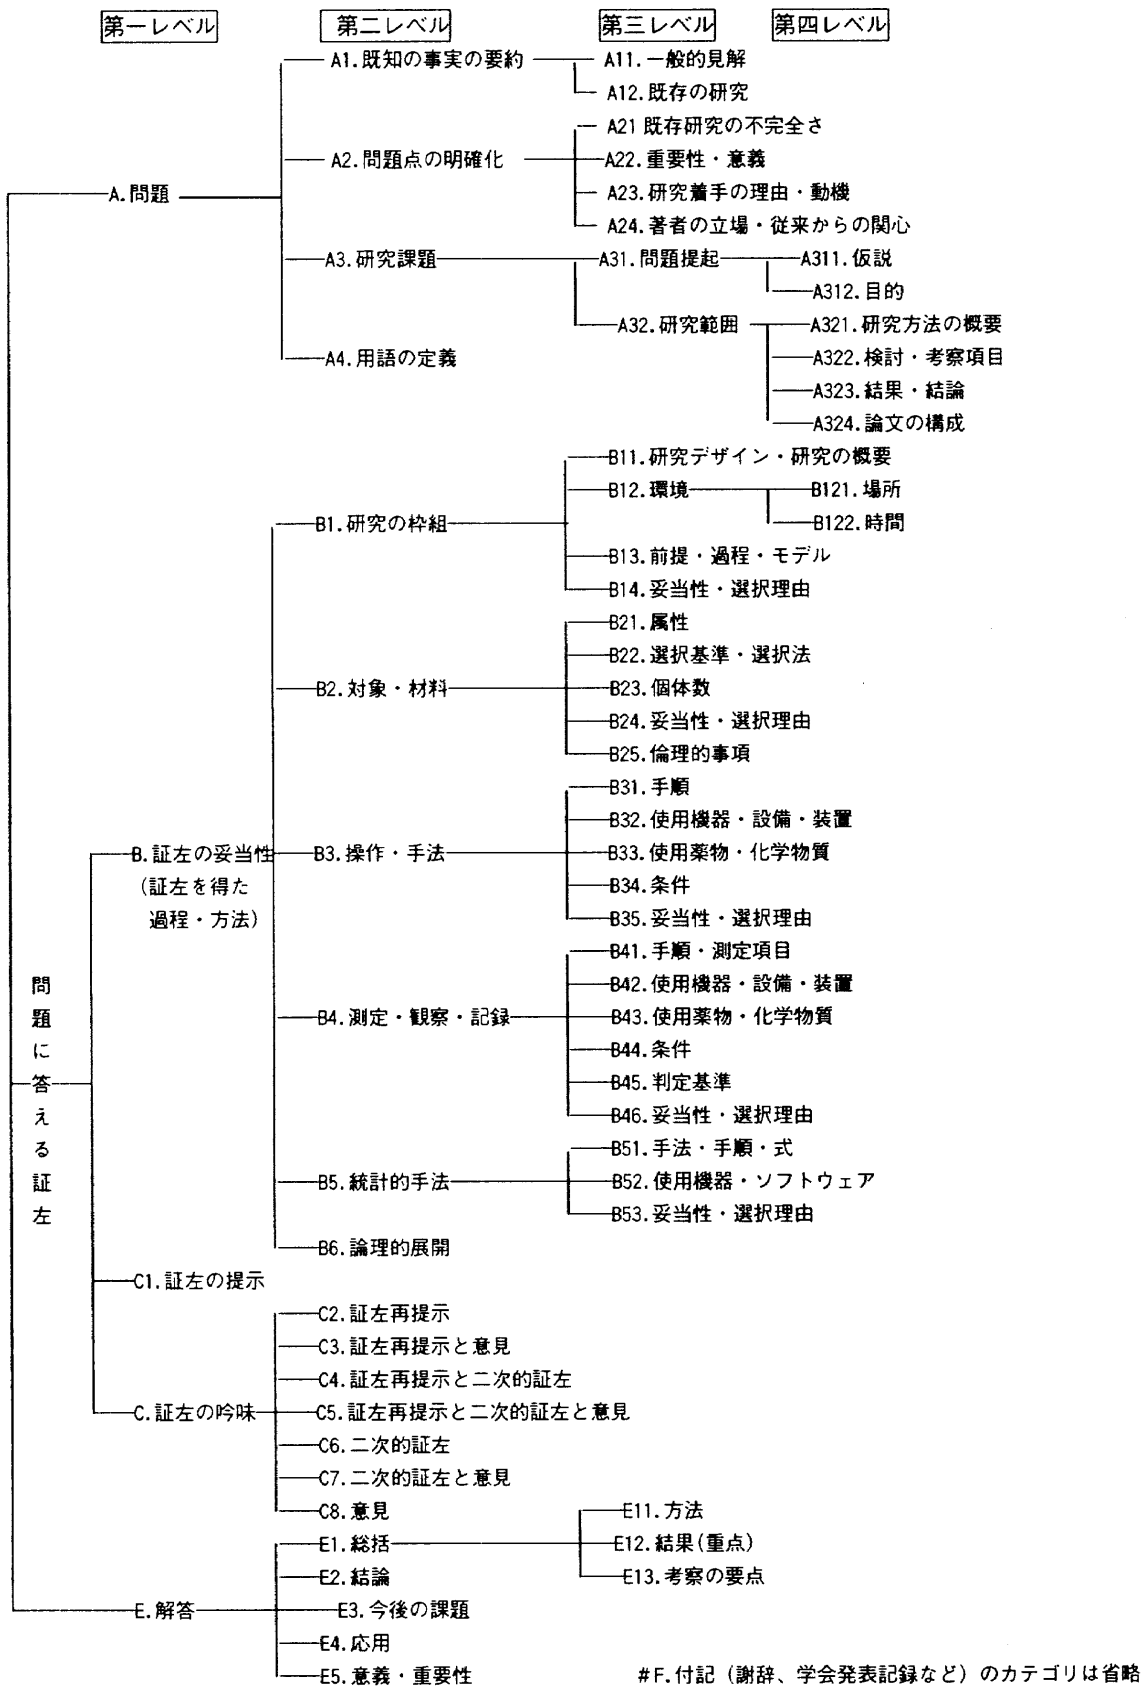 第一レベル 第二レベル 第三レベル 第四レベル
A1.既知の事実の要約 A11.一般的見解
A12.既存の研究
A21 既存研究の不完全さ
A2.問題点の明確化 A22.重要性・意義
A.問題 A23.研究着手の理由・動機
A24.著者の立場・従来からの関心
A3.研究課題 A31.問題提起 A311.仮説
A312.目的
A32.研究範囲 A321.研究方法の概要
A4.用語の定義 A322.検討・考察項目
A323.結果・結論
A324.論文の構成
B11.研究デザイン・研究の概要
B12.環境 B121.場所
B1.研究の枠組 B122.時間
B13.前提・過程・モデル
B14.妥当性・選択理由
B21.属性
B22.選択基準・選択法
B2.対象・材料 B23.個体数
B24.妥当性・選択理由
B25.倫理的事項
B31.手順
B32.使用機器・設備・装置
B.証左の妥当性 B3.操作・手法 B33.使用薬物・化学物質
(証左を得た B34.条件
過程・方法) B35.妥当性・選択理由
B41.手順・測定項目
B42.使用機器・設備・装置
B4.測定・観察・記録 B43.使用薬物・化学物質
B44.条件
問題に答える証左 B45.判定基準
B46.妥当性・選択理由
B51.手法・手順・式
B5.統計的手法 B52.使用機器・ソフトウェア
B53.妥当性・選択理由
B6.論理的展開
C1.証左の提示
C2.証左再提示
C3.証左再提示と意見
C4.証左再提示と二次的証左
C.証左の吟味 C5.証左再提示と二次的証左と意見
C6.二次的証左
C7.二次的証左と意見
C8.意見 E11.方法
E1.総括 E12.結果(重点)
E2.結論 E13.考察の要点
E.解答 E3.今後の課題
E4.応用
E5.意義・重要性 #F.付記(謝辞、学会発表記録など)のカテゴリは省略